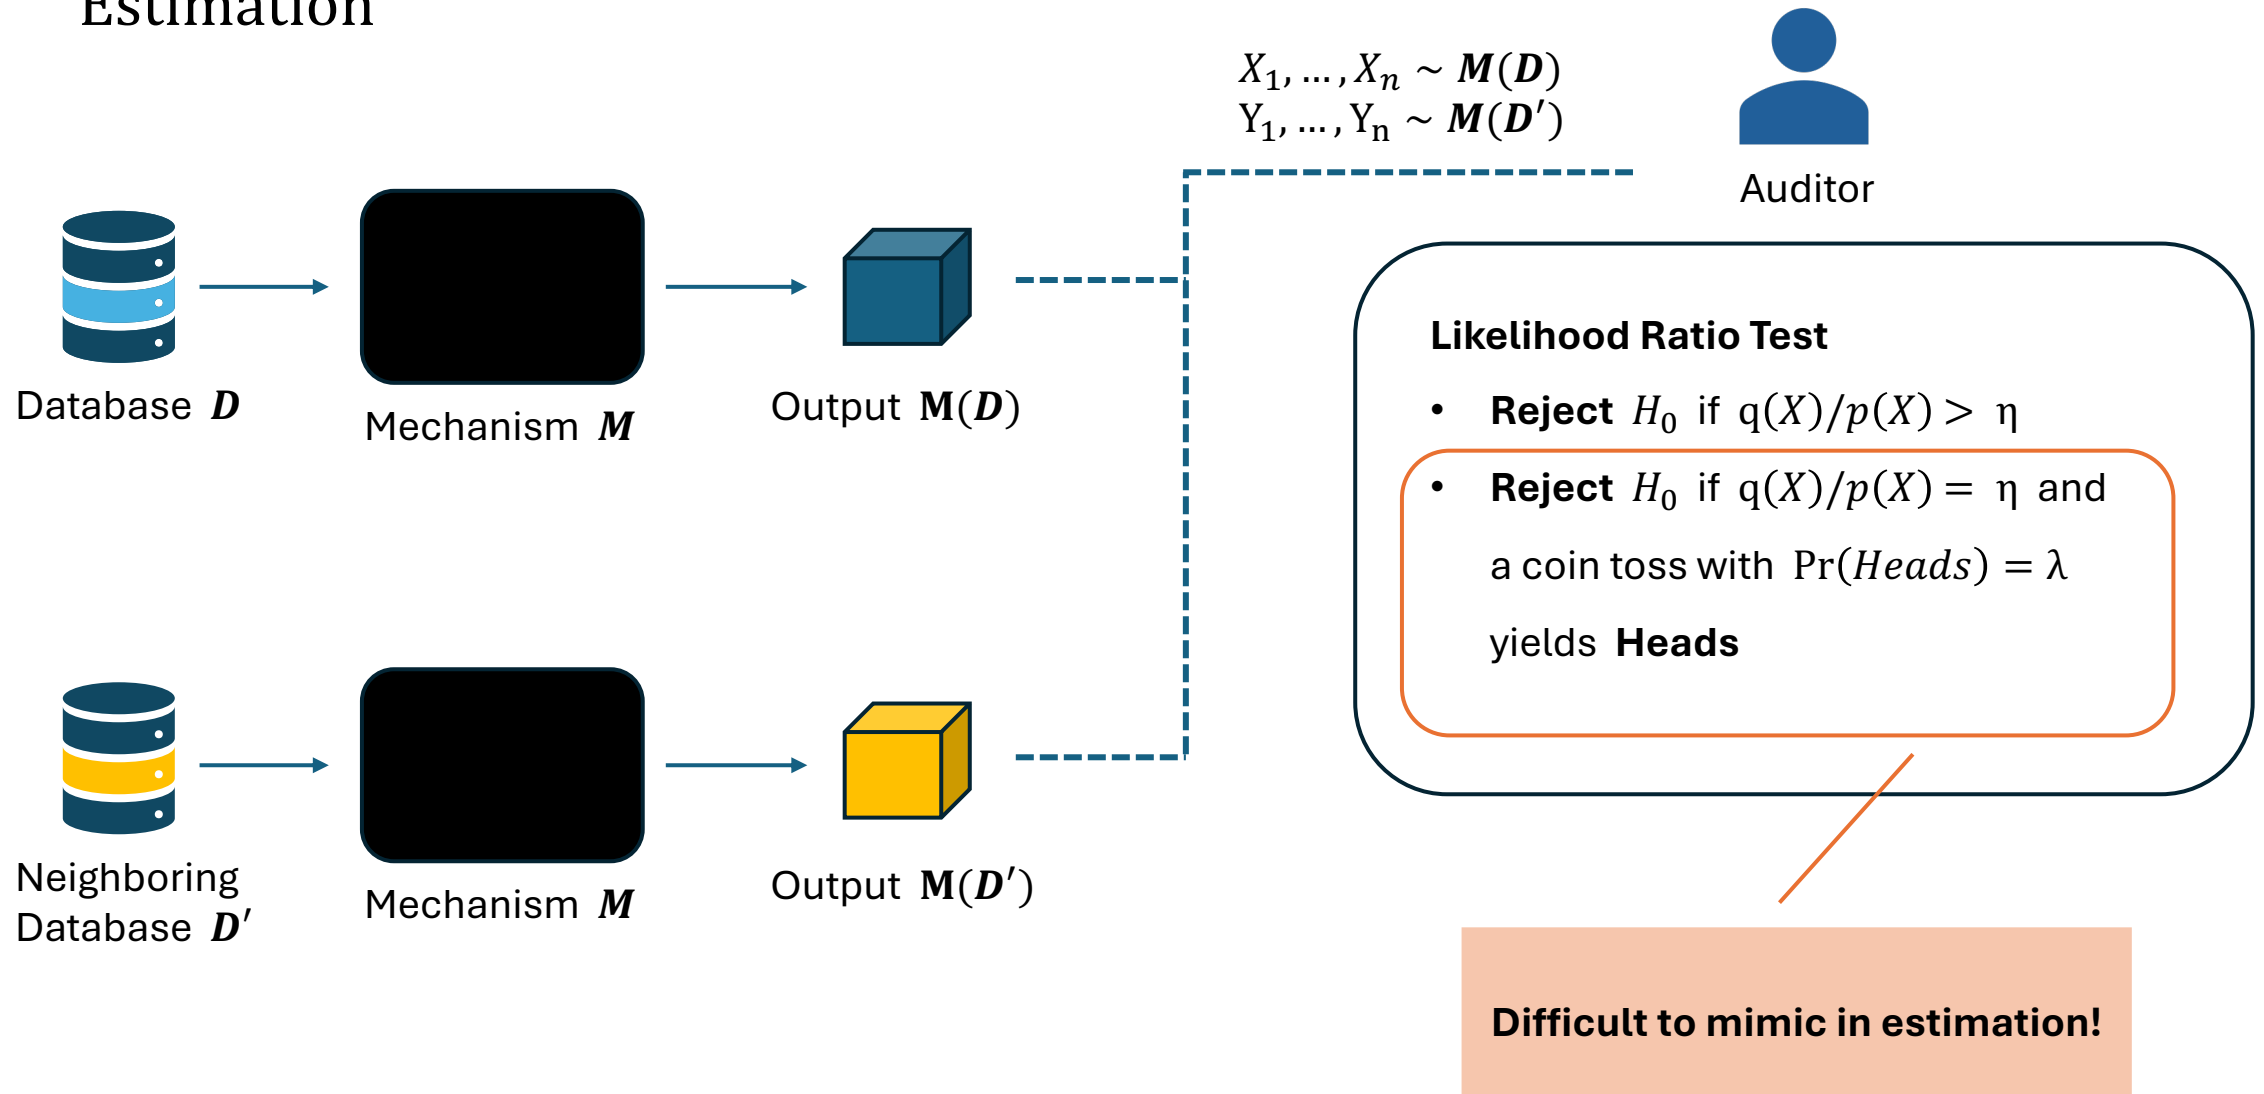 Estimation
X₁, … , Xₙ ~ M(D)
Y₁, … , Yₙ ~ M(D′)
Auditor
Database D
Mechanism M
Output M(D)
Likelihood Ratio Test
• Reject H₀ if q(X)/p(X) > η
• Reject H₀ if q(X)/p(X) = η and
a coin toss with Pr(Heads) = λ
yields Heads
Neighboring
Database D′
Mechanism M
Output M(D′)
Difficult to mimic in estimation!